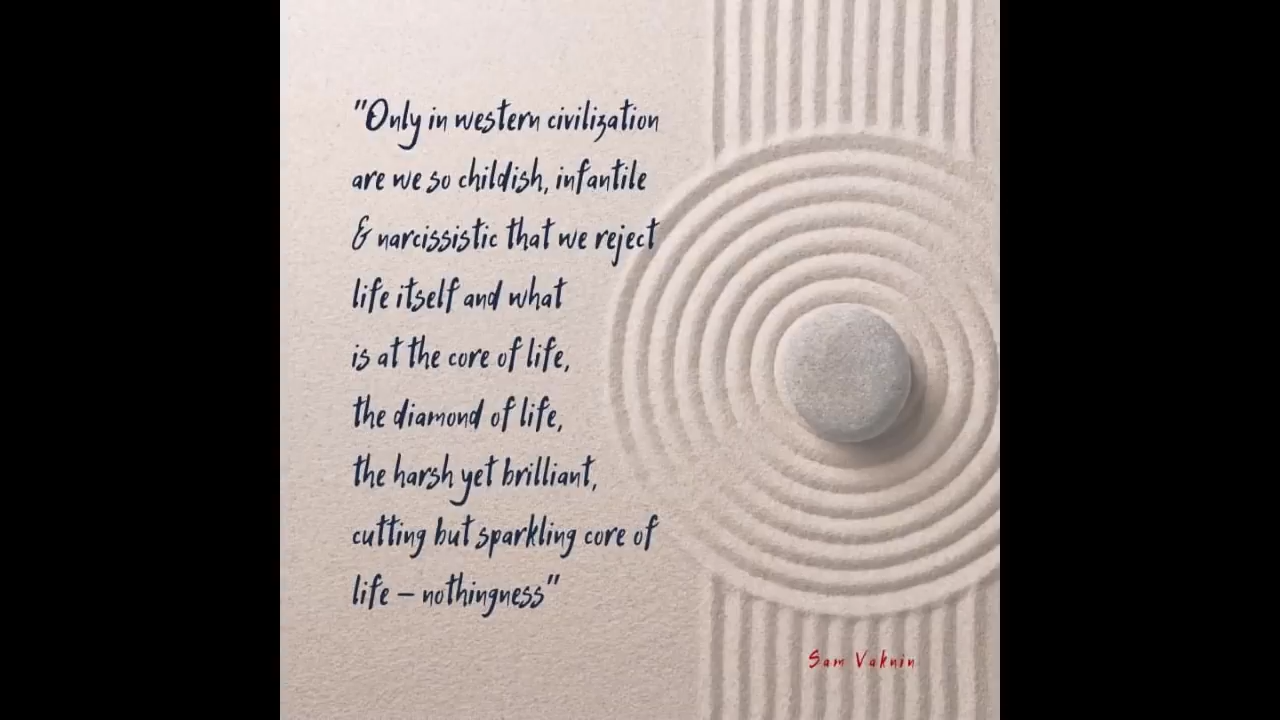 "Only in western civilization
are we so childish, infantile
& narcissistic that we reject
life itself and what
is at the core of life,
the diamond of life,
the harsh yet brilliant,
cutting but sparkling core of
life – nothingness"
Sam Vaknin